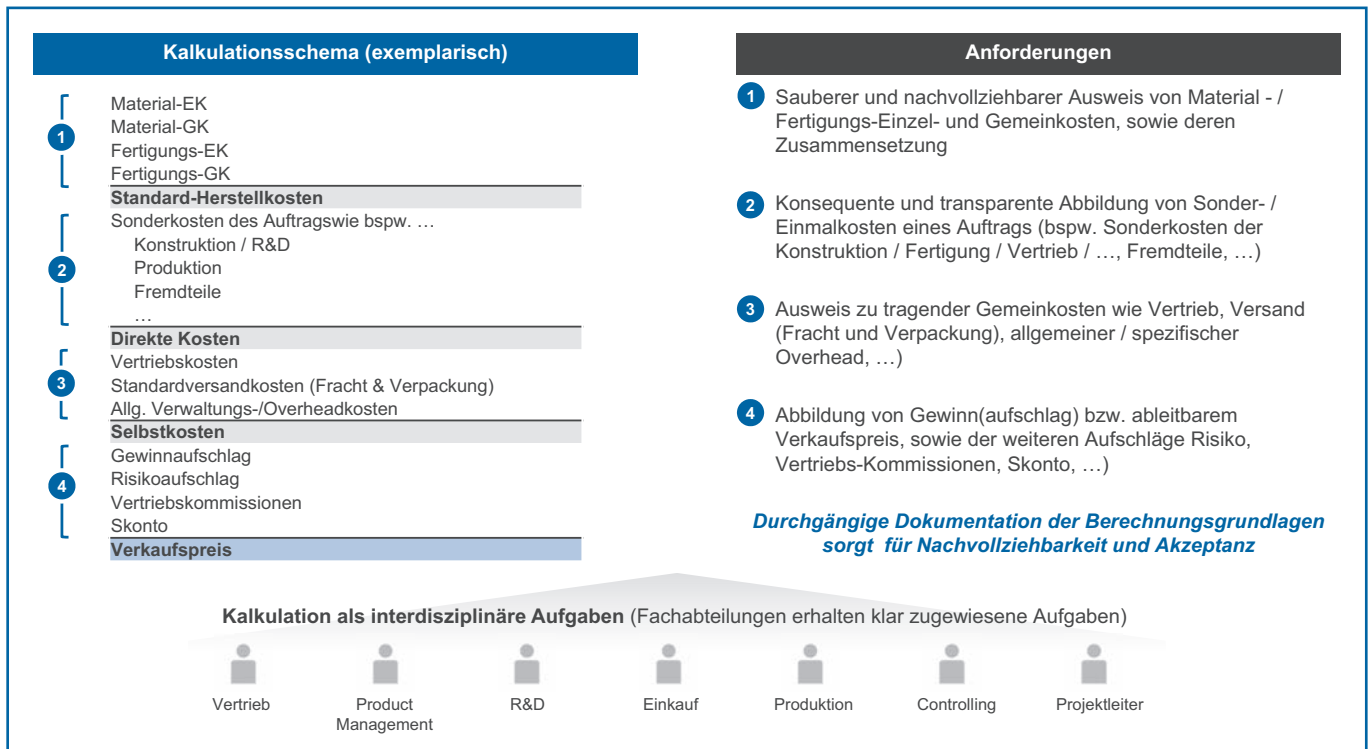 Kalkulationsschema (exemplarisch)
1
Material-EK
Material-GK
Fertigungs-EK
Fertigungs-GK
Standard-Herstellkosten
2
Sonderkosten des Auftragswie bspw. …
Konstruktion / R&D
Produktion
Fremdteile
…
Direkte Kosten
3
Vertriebskosten
Standardversandkosten (Fracht & Verpackung)
Allg. Verwaltungs-/Overheadkosten
Selbstkosten
4
Gewinnaufschlag
Risikoaufschlag
Vertriebskommissionen
Skonto
Verkaufspreis
Anforderungen
1 Sauberer und nachvollziehbarer Ausweis von Material - /
Fertigungs-Einzel- und Gemeinkosten, sowie deren
Zusammensetzung
2 Konsequente und transparente Abbildung von Sonder- /
Einmalkosten eines Auftrags (bspw. Sonderkosten der
Konstruktion / Fertigung / Vertrieb / …, Fremdteile, …)
3 Ausweis zu tragender Gemeinkosten wie Vertrieb, Versand
(Fracht und Verpackung), allgemeiner / spezifischer
Overhead, …)
4 Abbildung von Gewinn(aufschlag) bzw. ableitbarem
Verkaufspreis, sowie der weiteren Aufschläge Risiko,
Vertriebs-Kommissionen, Skonto, …)
Durchgängige Dokumentation der Berechnungsgrundlagen
sorgt für Nachvollziehbarkeit und Akzeptanz
Kalkulation als interdisziplinäre Aufgaben (Fachabteilungen erhalten klar zugewiesene Aufgaben)
Vertrieb
Product
Management
R&D
Einkauf
Produktion
Controlling
Projektleiter